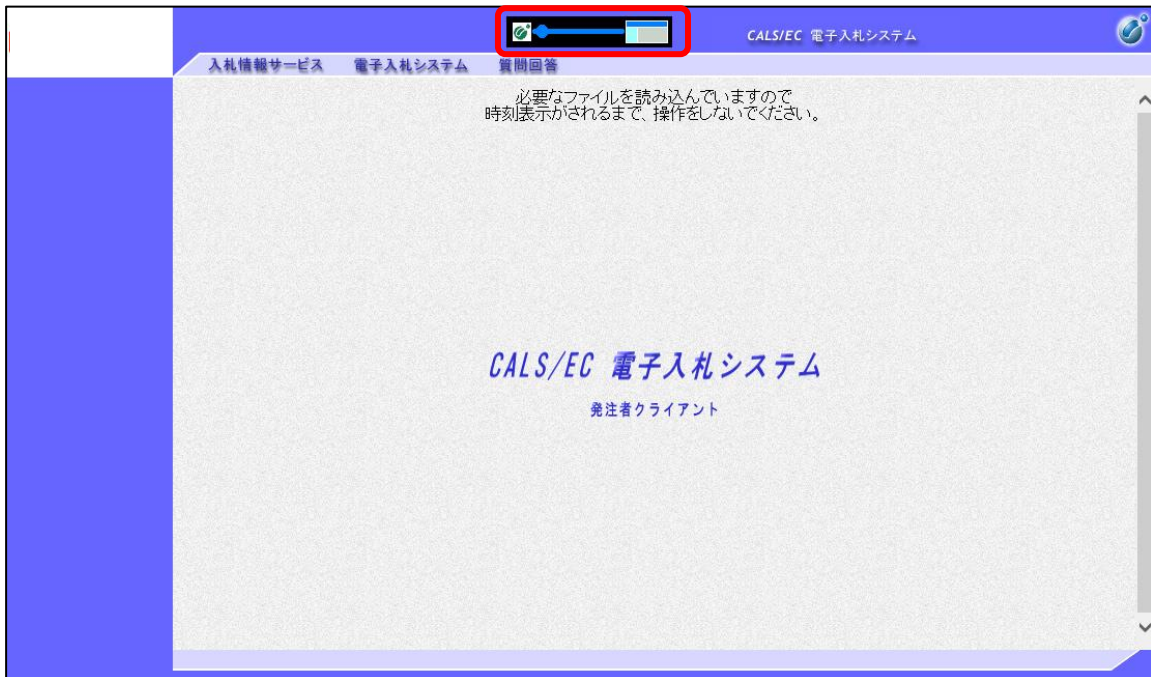 CALS/EC 電子入札システム
入札情報サービス 電子入札システム 質問回答
必要なファイルを読み込んでいますので
時刻表示がされるまで、操作をしないでください。
CALS/EC 電子入札システム
発注者クライアント